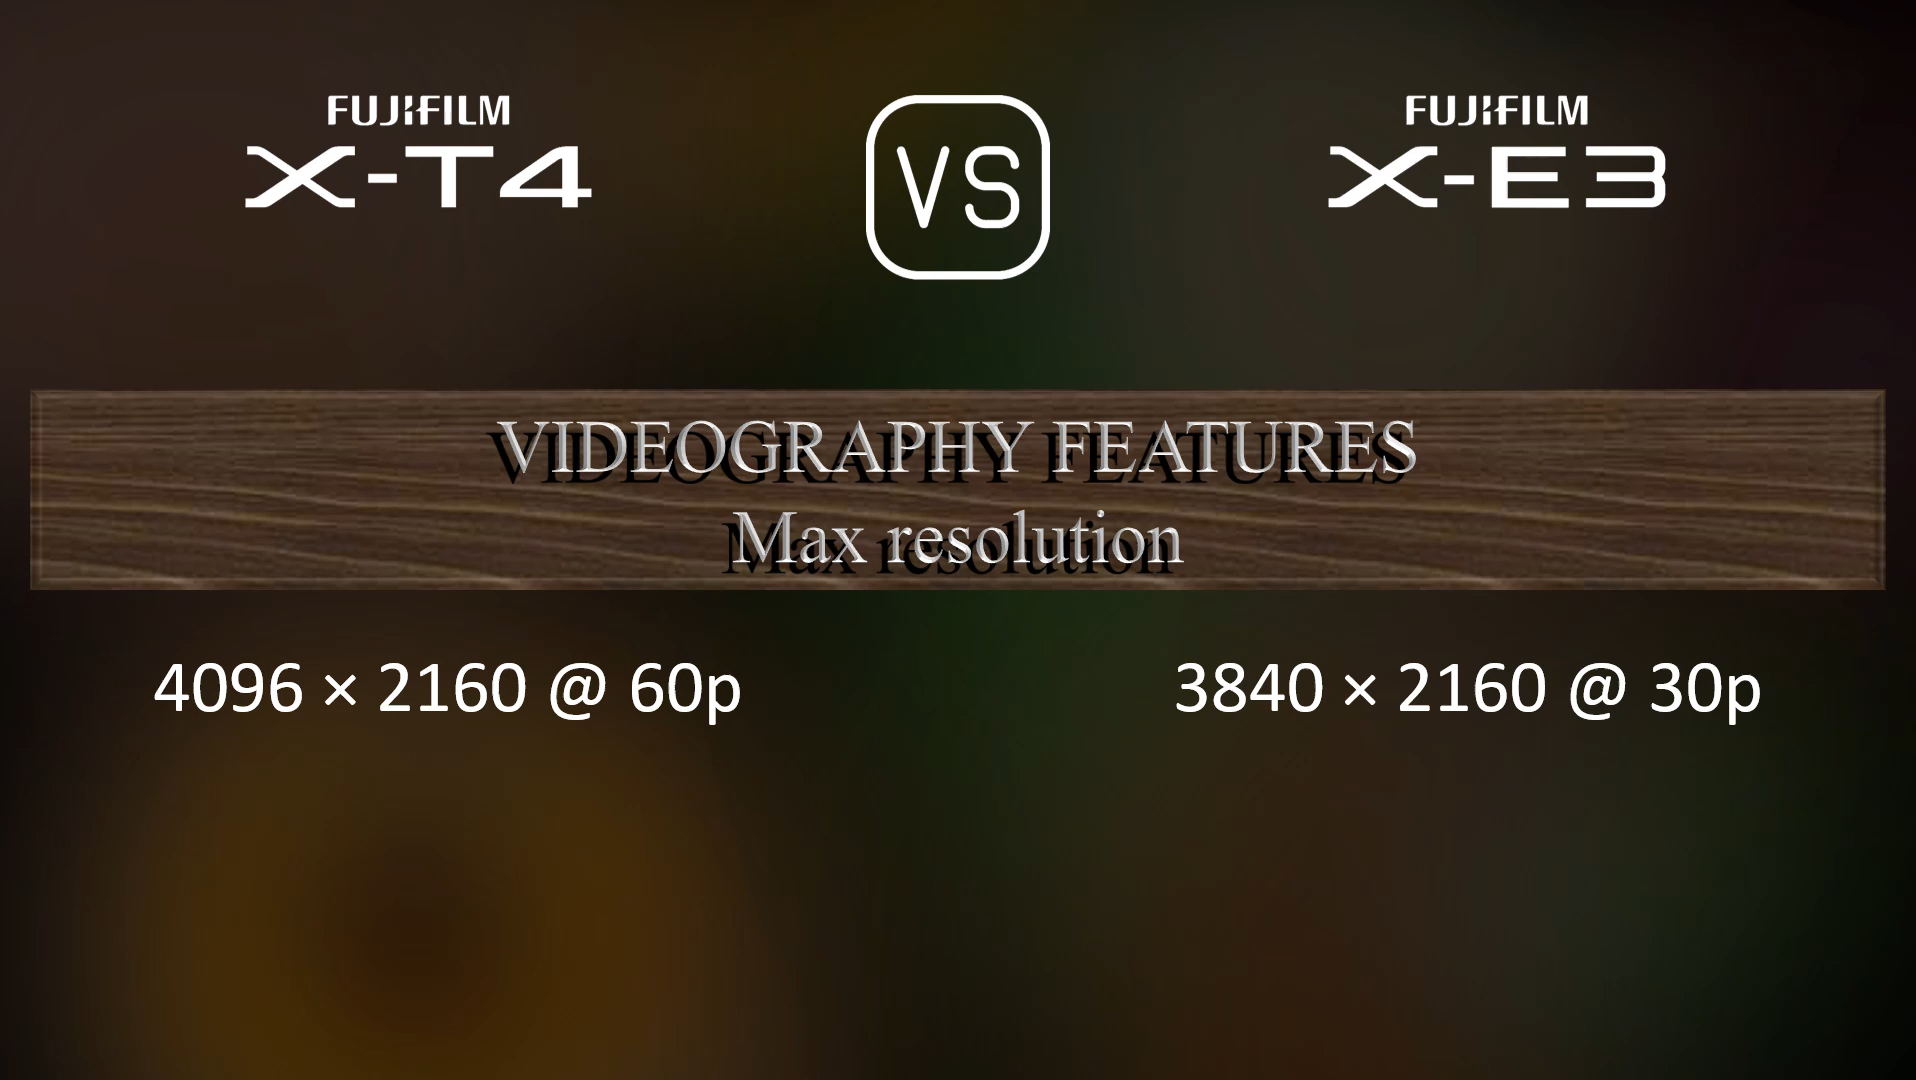 FUJIFILM
X-T4
VS
FUJIFILM
X-E3
VIDEOGRAPHY FEATURES
Max resolution
4096 × 2160 @ 60p
3840 × 2160 @ 30p